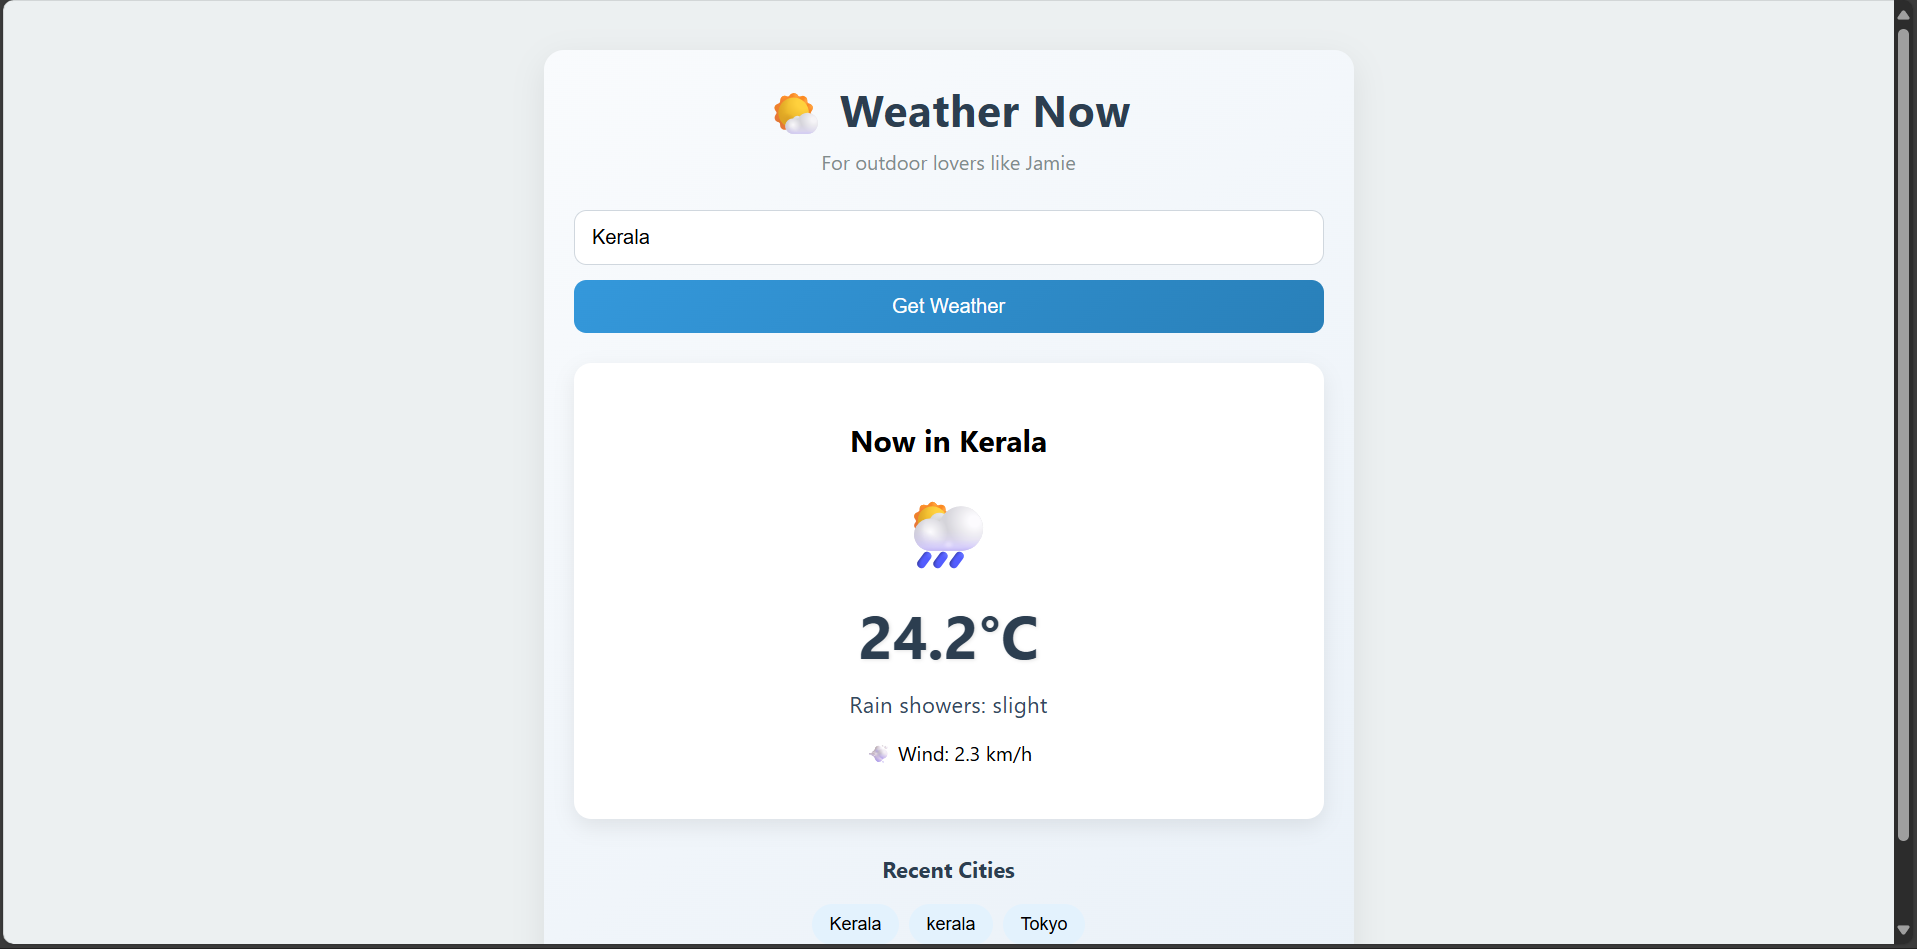 Weather Now
For outdoor lovers like Jamie
Kerala
Get Weather
Now in Kerala
24.2°C
Rain showers: slight
Wind: 2.3 km/h
Recent Cities
Kerala kerala Tokyo